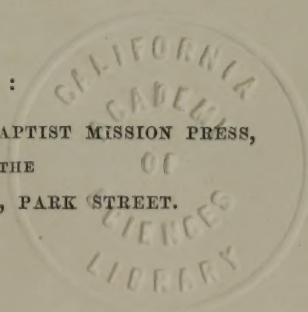 :
APTIST MISSION PRESS,
THE
, PARK STREET.
CALIFORNIA
ACADEMY
OF
SCIENCES
LIBRARY